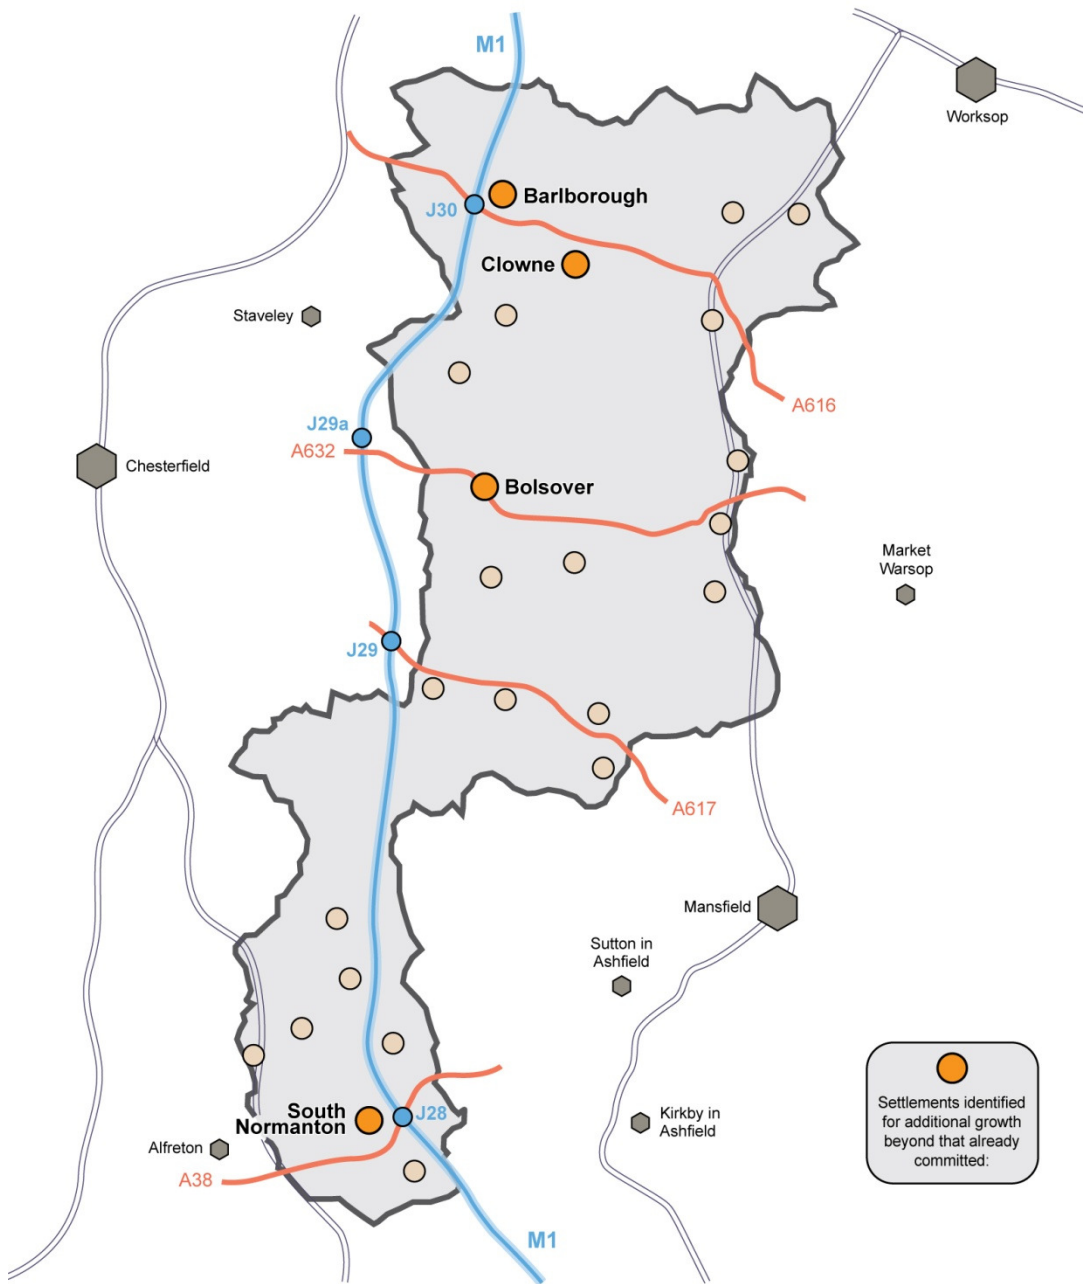 M1
Worksop
Barlborough
J30
Clowne
Staveley
A616
J29a
A632
Chesterfield
Bolsover
Market
Warsop
J29
A617
Mansfield
Sutton in
Ashfield
South
Normanton
J28
Kirkby in
Ashfield
Alfreton
A38
Settlements identified
for additional growth
beyond that already
committed:
M1